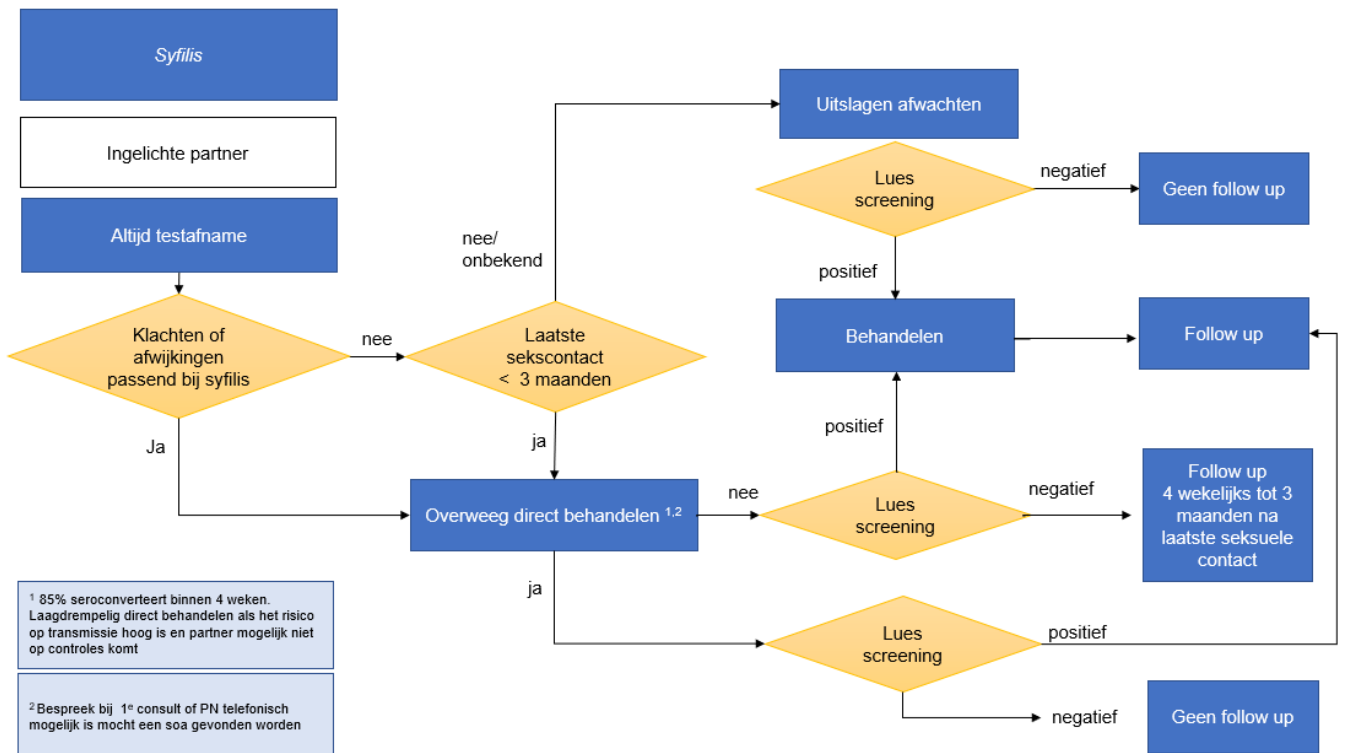 Syfilis
Ingelichte partner
Altijd testafname
Klachten of
afwijkingen
passend bij syfilis
nee
Ja
Laatste
sekscontact
< 3 maanden
nee/
onbekend
ja
Uitslagen afwachten
Lues
screening
negatief
Geen follow up
positief
Behandelen
Follow up
positief
Overweeg direct behandelen 1,2
nee
Lues
screening
negatief
Follow up
4 wekelijks tot 3
maanden na
laatste seksuele
contact
ja
Lues
screening
positief
negatief
Geen follow up
1 85% seroconverteert binnen 4 weken.
Laagdrempelig direct behandelen als het risico
op transmissie hoog is en partner mogelijk niet
op controles komt
2 Bespreek bij 1e consult of PN telefonisch
mogelijk is mocht een soa gevonden worden